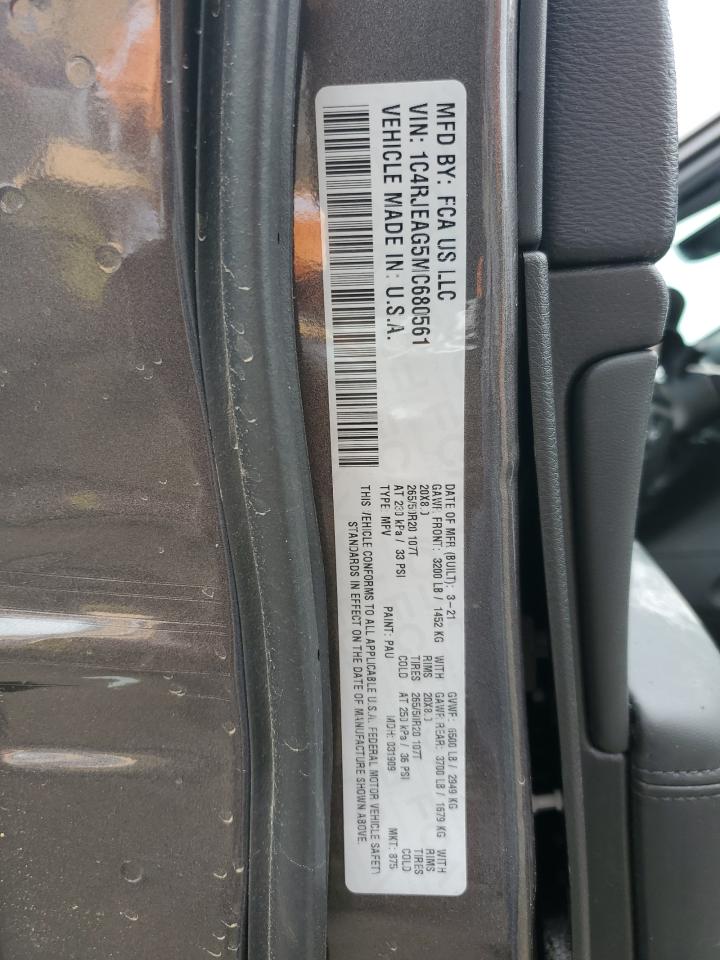 MFD BY: FCA US LLC
VIN: 1C4RJEAG5MC680561
VEHICLE MADE IN: U.S.A.
DATE OF MFR (BUILT): 3-21 GVWR: 6500 LB / 2949 KG
GAWR FRONT: 3200 LB / 1452 KG WITH GAWR REAR: 3700 LB / 1679 KG WITH
20X8.0 RIMS 20X8.0 RIMS
265/50R20 107T TIRES 265/50R20 107T TIRES
AT 230 kPa / 33 PSI COLD AT 250 kPa / 36 PSI COLD
TYPE: MPV PAINT: PAU MDH: 031909 MKT: 875
THIS VEHICLE CONFORMS TO ALL APPLICABLE U.S.A. FEDERAL MOTOR VEHICLE SAFETY
STANDARDS IN EFFECT ON THE DATE OF MANUFACTURE SHOWN ABOVE.